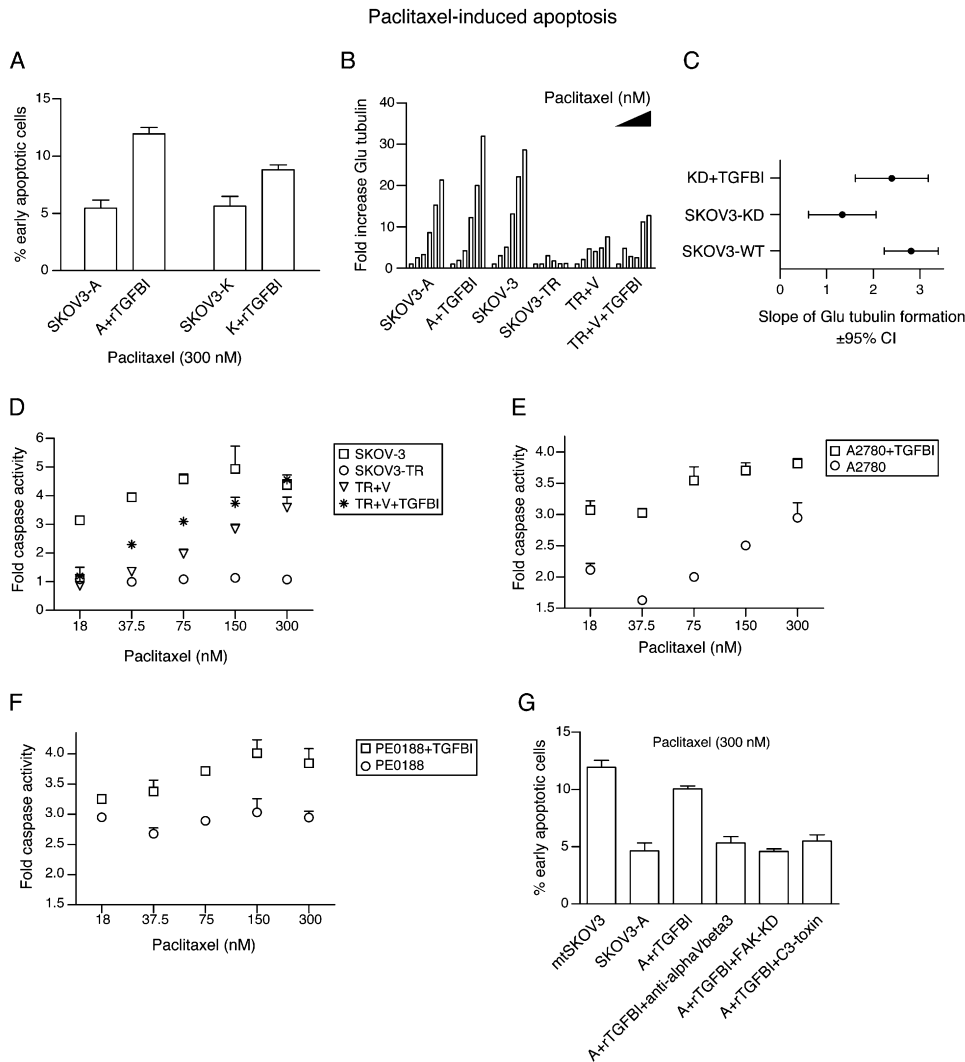 Paclitaxel-induced apoptosis
A
% early apoptotic cells
15
10
5
0
SKOV3-A
A+rTGFBI
SKOV3-K
K+rTGFBI
Paclitaxel (300 nM)
B
Fold increase Glu tubulin
Paclitaxel (nM)
40
30
20
10
0
SKOV3-A
A+TGFBI
SKOV-3
SKOV3-TR
TR+V
TR+V+TGFBI
C
KD+TGFBI
SKOV3-KD
SKOV3-WT
0 1 2 3
Slope of Glu tubulin formation
±95% CI
D
Fold caspase activity
6
5
4
3
2
1
0
18 37.5 75 150 300
Paclitaxel (nM)
SKOV-3
SKOV3-TR
TR+V
TR+V+TGFBI
E
Fold caspase activity
4.0
3.5
3.0
2.5
2.0
1.5
18 37.5 75 150 300
Paclitaxel (nM)
A2780+TGFBI
A2780
F
Fold caspase activity
4.0
3.5
3.0
2.5
2.0
1.5
18 37.5 75 150 300
Paclitaxel (nM)
PE0188+TGFBI
PE0188
G
% early apoptotic cells
Paclitaxel (300 nM)
15
10
5
0
mtSKOV3
SKOV3-A
A+rTGFBI
A+rTGFBI+anti-alphaVbeta3
A+rTGFBI+FAK-KD
A+rTGFBI+C3-toxin